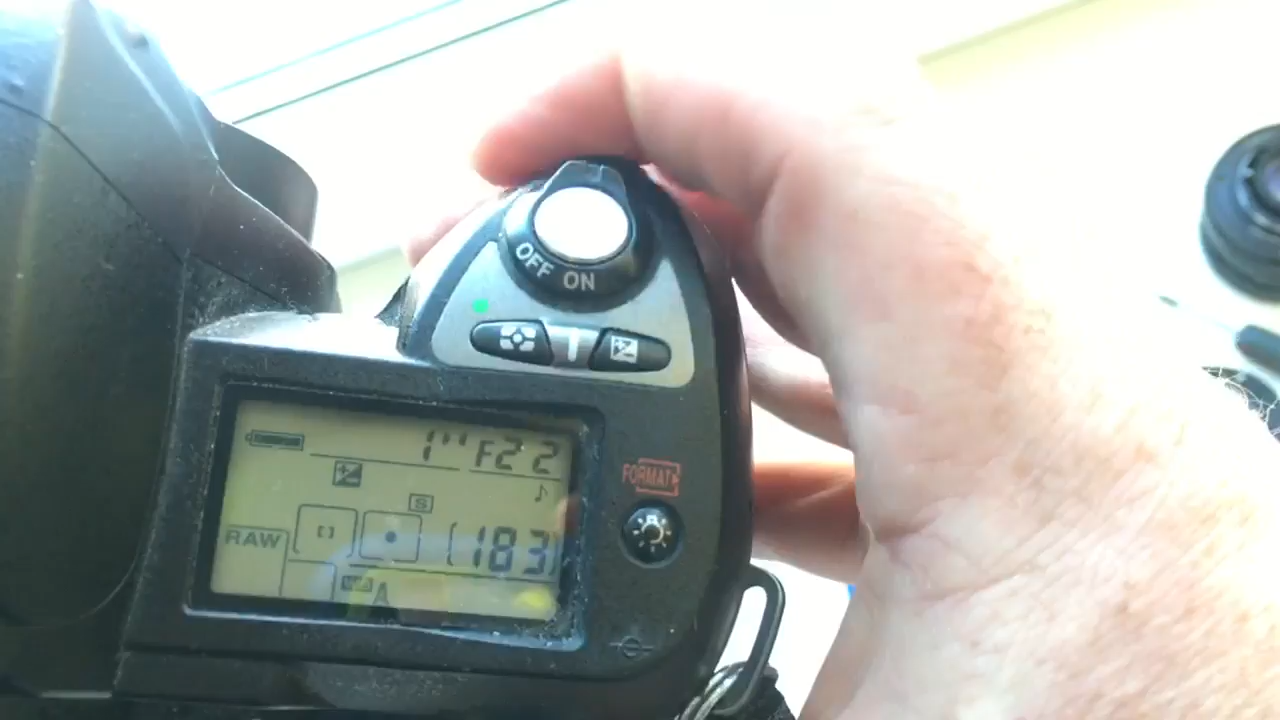 OFF ON
FORMAT
1" F22
S
RAW [183]
A